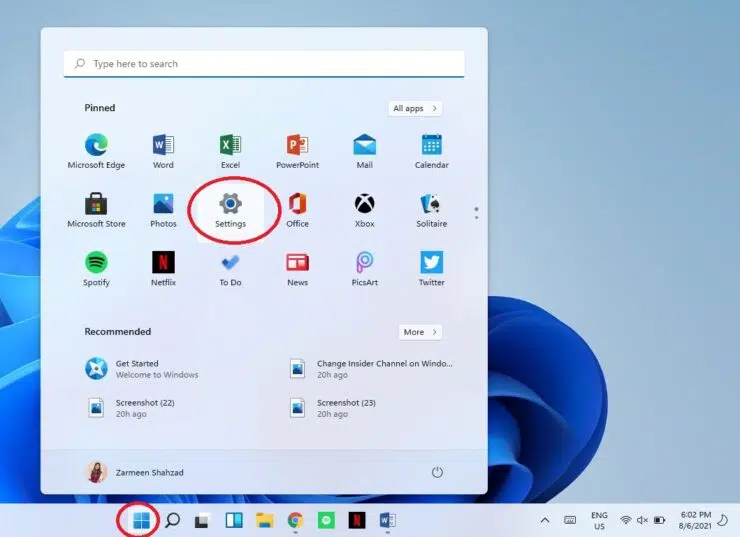 Type here to search
Pinned
All apps >
Microsoft Edge
Word
Excel
PowerPoint
Mail
Calendar
Microsoft Store
Photos
Settings
Office
Xbox
Solitaire
Spotify
Netflix
To Do
News
PicsArt
Twitter
Recommended
More >
Get Started
Welcome to Windows
Change Insider Channel on Windo...
20h ago
Screenshot (22)
20h ago
Screenshot (23)
20h ago
Zarmeen Shahzad
ENG
US
6:02 PM
8/6/2021